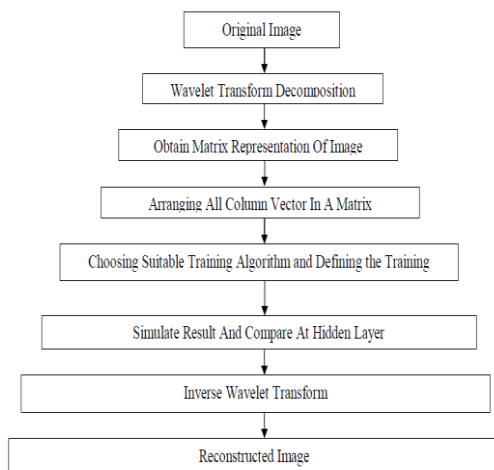 Original Image
Wavelet Transform Decomposition
Obtain Matrix Representation Of Image
Arranging All Column Vector In A Matrix
Choosing Suitable Training Algorithm and Defining the Training
Simulate Result And Compare At Hidden Layer
Inverse Wavelet Transform
Reconstructed Image